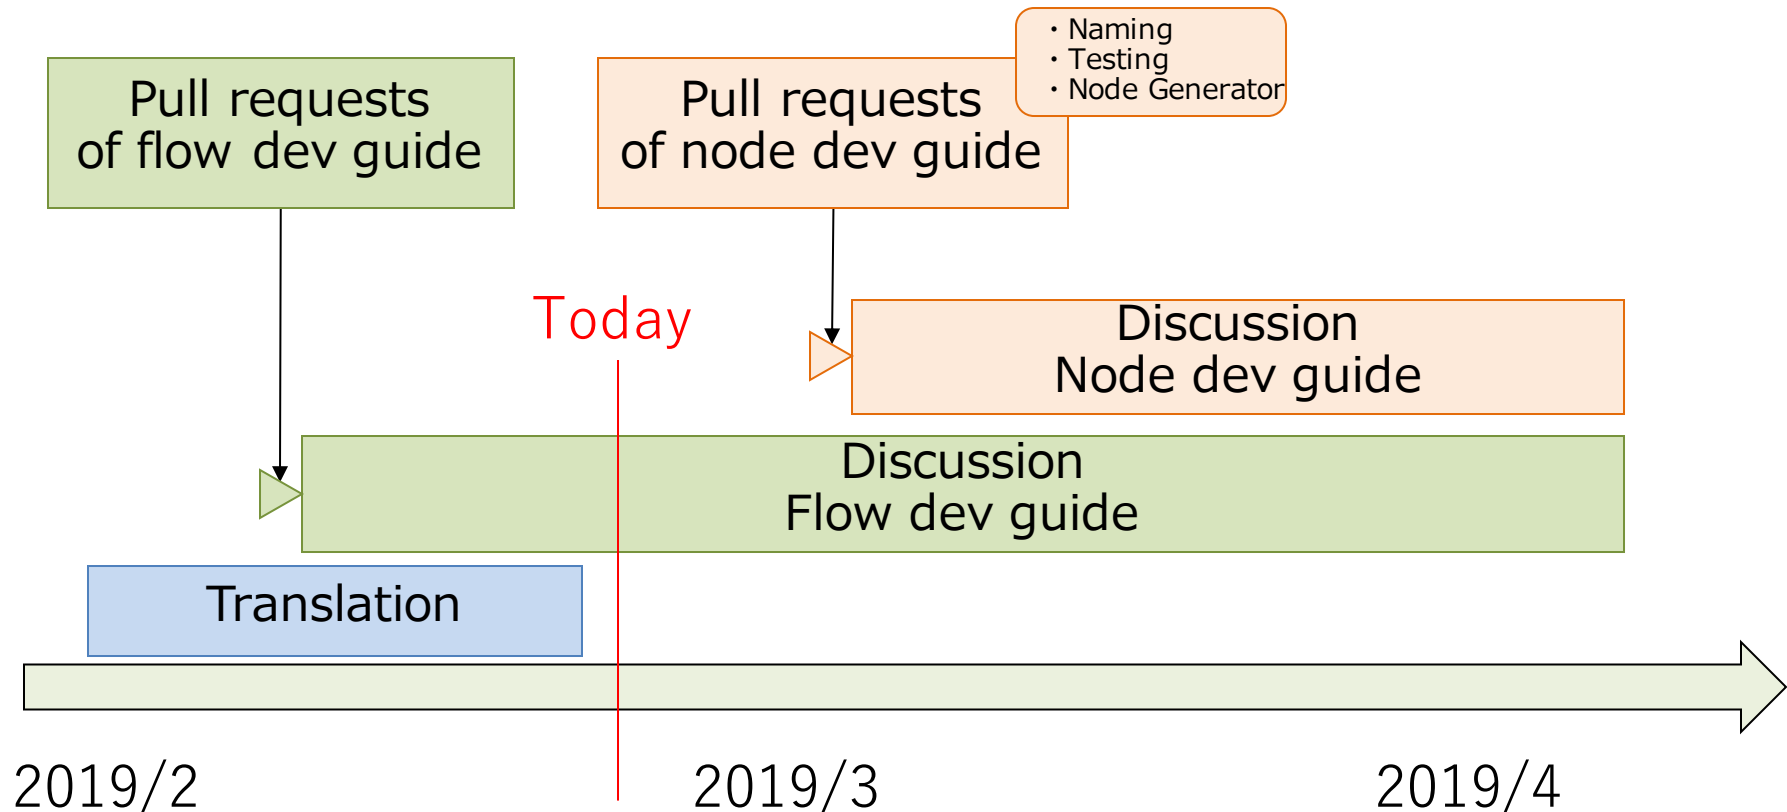 ・Naming
・Testing
・Node Generator
Pull requests
of flow dev guide
Pull requests
of node dev guide
Today
Discussion
Node dev guide
Discussion
Flow dev guide
Translation
2019/2
2019/3
2019/4